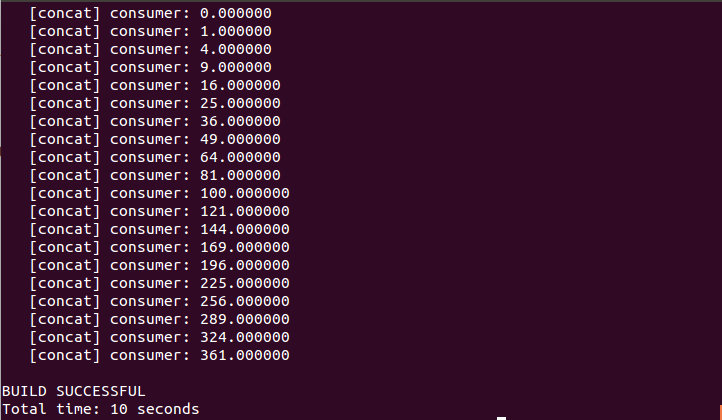 [concat] consumer: 0.000000
[concat] consumer: 1.000000
[concat] consumer: 4.000000
[concat] consumer: 9.000000
[concat] consumer: 16.000000
[concat] consumer: 25.000000
[concat] consumer: 36.000000
[concat] consumer: 49.000000
[concat] consumer: 64.000000
[concat] consumer: 81.000000
[concat] consumer: 100.000000
[concat] consumer: 121.000000
[concat] consumer: 144.000000
[concat] consumer: 169.000000
[concat] consumer: 196.000000
[concat] consumer: 225.000000
[concat] consumer: 256.000000
[concat] consumer: 289.000000
[concat] consumer: 324.000000
[concat] consumer: 361.000000
BUILD SUCCESSFUL
Total time: 10 seconds